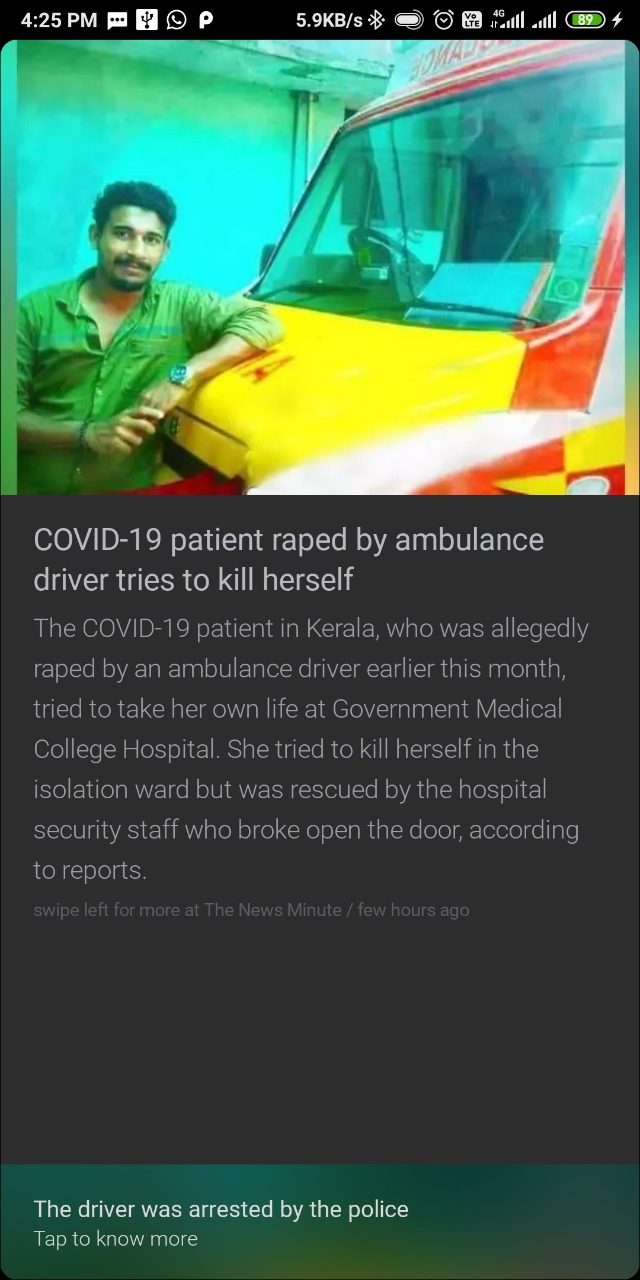 4:25 PM
5.9KB/s
4G
Vo
LTE
89
COVID-19 patient raped by ambulance
driver tries to kill herself
The COVID-19 patient in Kerala, who was allegedly
raped by an ambulance driver earlier this month,
tried to take her own life at Government Medical
College Hospital. She tried to kill herself in the
isolation ward but was rescued by the hospital
security staff who broke open the door, according
to reports.
swipe left for more at The News Minute / few hours ago
The driver was arrested by the police
Tap to know more